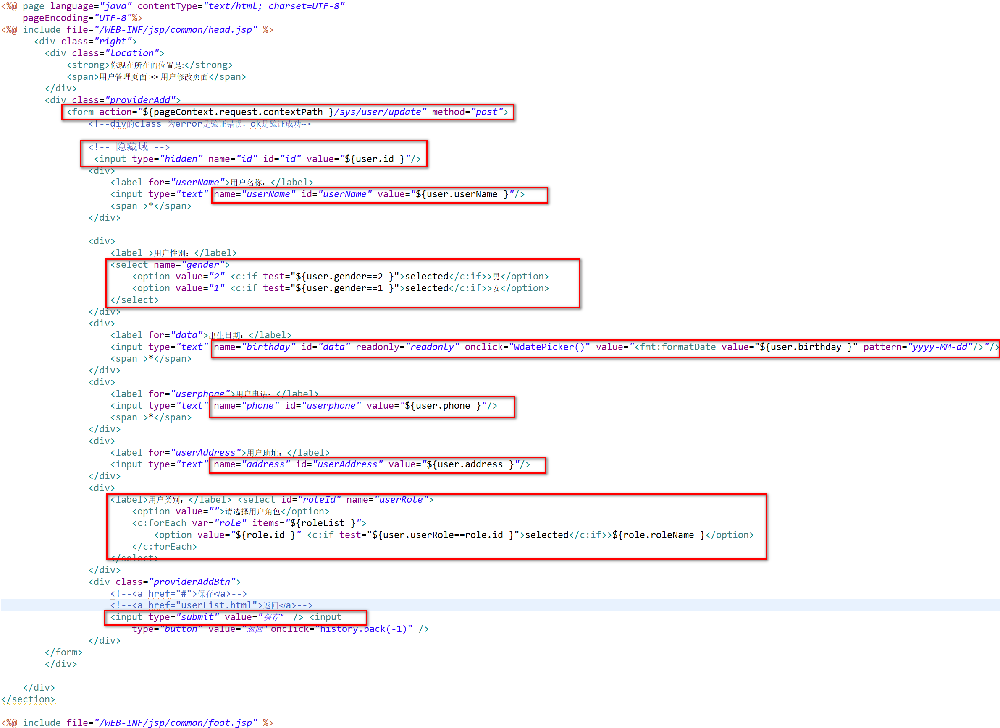 <%@ page language="java" contentType="text/html; charset=UTF-8"
pageEncoding="UTF-8"%>
<%@ include file="/WEB-INF/jsp/common/head.jsp" %>
<div class="right">
<div class="location">
<strong>你现在所在的位置是:</strong>
<span>用户管理页面 >> 用户修改页面</span>
</div>
<div class="providerAdd">
<form action="${pageContext.request.contextPath }/sys/user/update" method="post">
<!--div的class 为error是验证错误，ok是验证成功-->
<!-- 隐藏域 -->
<input type="hidden" name="id" id="id" value="${user.id }"/>
<div>
<label for="userName">用户名称：</label>
<input type="text" name="userName" id="userName" value="${user.userName }"/>
<span >*</span>
</div>
<div>
<label >用户性别：</label>
<select name="gender">
<option value="2" <c:if test="${user.gender==2 }">selected</c:if>>男</option>
<option value="1" <c:if test="${user.gender==1 }">selected</c:if>>女</option>
</select>
</div>
<div>
<label for="data">出生日期：</label>
<input type="text" name="birthday" id="data" readonly="readonly" onclick="WdatePicker()" value="<fmt:formatDate value="${user.birthday }" pattern="yyyy-MM-dd"/>"/>
<span >*</span>
</div>
<div>
<label for="userphone">用户电话：</label>
<input type="text" name="phone" id="userphone" value="${user.phone }"/>
<span >*</span>
</div>
<div>
<label for="userAddress">用户地址：</label>
<input type="text" name="address" id="userAddress" value="${user.address }"/>
</div>
<div>
<label>用户类别：</label> <select id="roleId" name="userRole">
<option value="">请选择用户角色</option>
<c:forEach var="role" items="${roleList }">
<option value="${role.id }" <c:if test="${user.userRole==role.id }">selected</c:if>>${role.roleName }</option>
</c:forEach>
</select>
</div>
<div class="providerAddBtn">
<!--<a href="#">保存</a>-->
<!--<a href="userList.html">返回</a>-->
<input type="submit" value="保存" /> <input
type="button" value="返回" onclick="history.back(-1)" />
</div>
</form>
</div>
</div>
</section>
<%@ include file="/WEB-INF/jsp/common/foot.jsp" %>